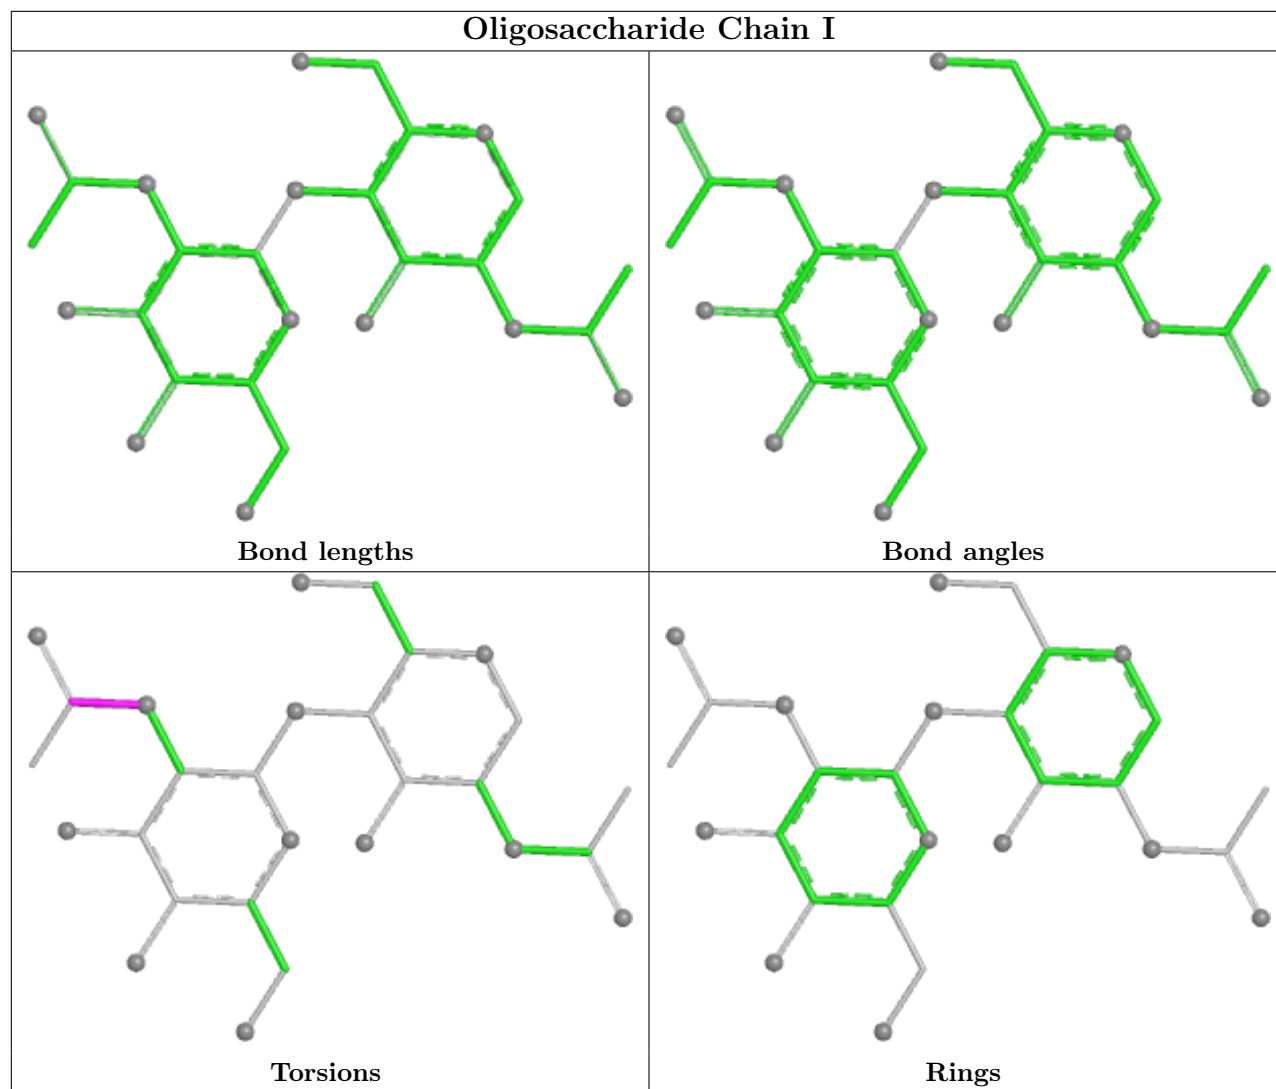 Oligosaccharide Chain I
Bond lengths
Bond angles
Torsions
Rings